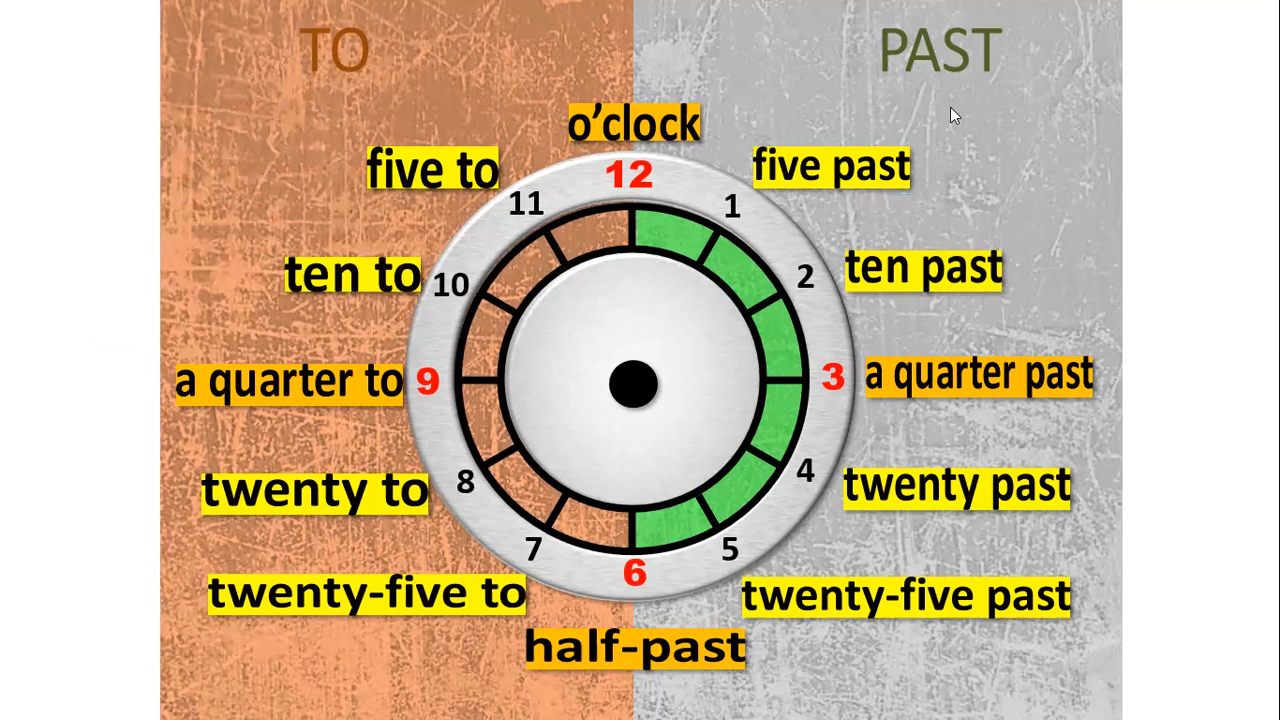 TO
PAST
o’clock
five to
12
five past
11
1
ten to
10
2
ten past
a quarter to
9
3
a quarter past
twenty to
8
4
twenty past
7
5
6
twenty-five to
twenty-five past
half-past